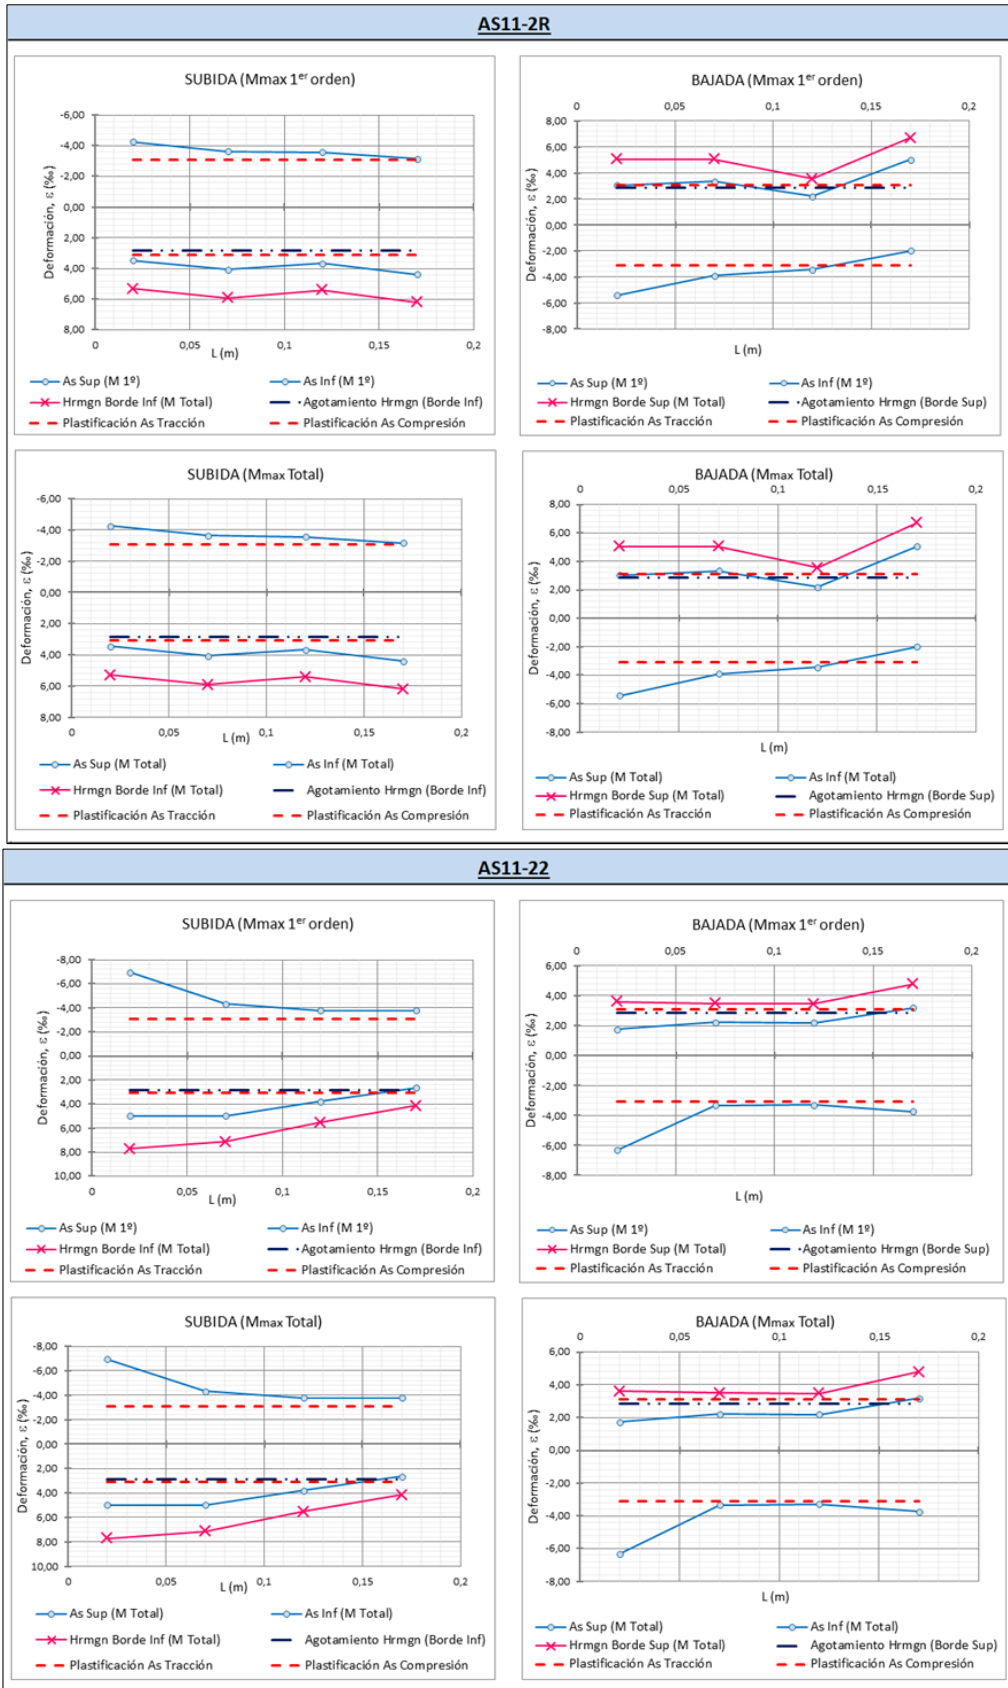 AS11-2R
SUBIDA (Mmax 1er orden)
-6,00
-4,00
-2,00
0,00
2,00
4,00
6,00
8,00
Deformación, ε (‰)
0 0,05 0,1 0,15 0,2
L (m)
As Sup (M 1º) As Inf (M 1º)
Hrmgn Borde Inf (M Total) Agotamiento Hrmgn (Borde Inf)
Plastificación As Tracción Plastificación As Compresión
BAJADA (Mmax 1er orden)
0 0,05 0,1 0,15 0,2
8,00
6,00
4,00
2,00
0,00
-2,00
-4,00
-6,00
-8,00
Deformación, ε (‰)
L (m)
As Sup (M 1º) As Inf (M 1º)
Hrmgn Borde Sup (M Total) Agotamiento Hrmgn (Borde Sup)
Plastificación As Tracción Plastificación As Compresión
SUBIDA (Mmax Total)
-6,00
-4,00
-2,00
0,00
2,00
4,00
6,00
8,00
Deformación, ε (‰)
0 0,05 0,1 0,15 0,2
L (m)
As Sup (M Total) As Inf (M Total)
Hrmgn Borde Inf (M Total) Agotamiento Hrmgn (Borde Inf)
Plastificación As Tracción Plastificación As Compresión
BAJADA (Mmax Total)
0 0,05 0,1 0,15 0,2
8,00
6,00
4,00
2,00
0,00
-2,00
-4,00
-6,00
-8,00
Deformación, ε (‰)
L (m)
As Sup (M Total) As Inf (M Total)
Hrmgn Borde Sup (M Total) Agotamiento Hrmgn (Borde Sup)
Plastificación As Tracción Plastificación As Compresión
AS11-22
SUBIDA (Mmax 1er orden)
-8,00
-6,00
-4,00
-2,00
0,00
2,00
4,00
6,00
8,00
10,00
Deformación, ε (‰)
0 0,05 0,1 0,15 0,2
L (m)
As Sup (M 1º) As Inf (M 1º)
Hrmgn Borde Inf (M Total) Agotamiento Hrmgn (Borde Inf)
Plastificación As Tracción Plastificación As Compresión
BAJADA (Mmax 1er orden)
0 0,05 0,1 0,15 0,2
6,00
4,00
2,00
0,00
-2,00
-4,00
-6,00
-8,00
Deformación, ε (‰)
L (m)
As Sup (M 1º) As Inf (M 1º)
Hrmgn Borde Sup (M Total) Agotamiento Hrmgn (Borde Sup)
Plastificación As Tracción Plastificación As Compresión
SUBIDA (Mmax Total)
-8,00
-6,00
-4,00
-2,00
0,00
2,00
4,00
6,00
8,00
10,00
Deformación, ε (‰)
0 0,05 0,1 0,15 0,2
L (m)
As Sup (M Total) As Inf (M Total)
Hrmgn Borde Inf (M Total) Agotamiento Hrmgn (Borde Inf)
Plastificación As Tracción Plastificación As Compresión
BAJADA (Mmax Total)
0 0,05 0,1 0,15 0,2
6,00
4,00
2,00
0,00
-2,00
-4,00
-6,00
-8,00
Deformación, ε (‰)
L (m)
As Sup (M Total) As Inf (M Total)
Hrmgn Borde Sup (M Total) Agotamiento Hrmgn (Borde Sup)
Plastificación As Tracción Plastificación As Compresión